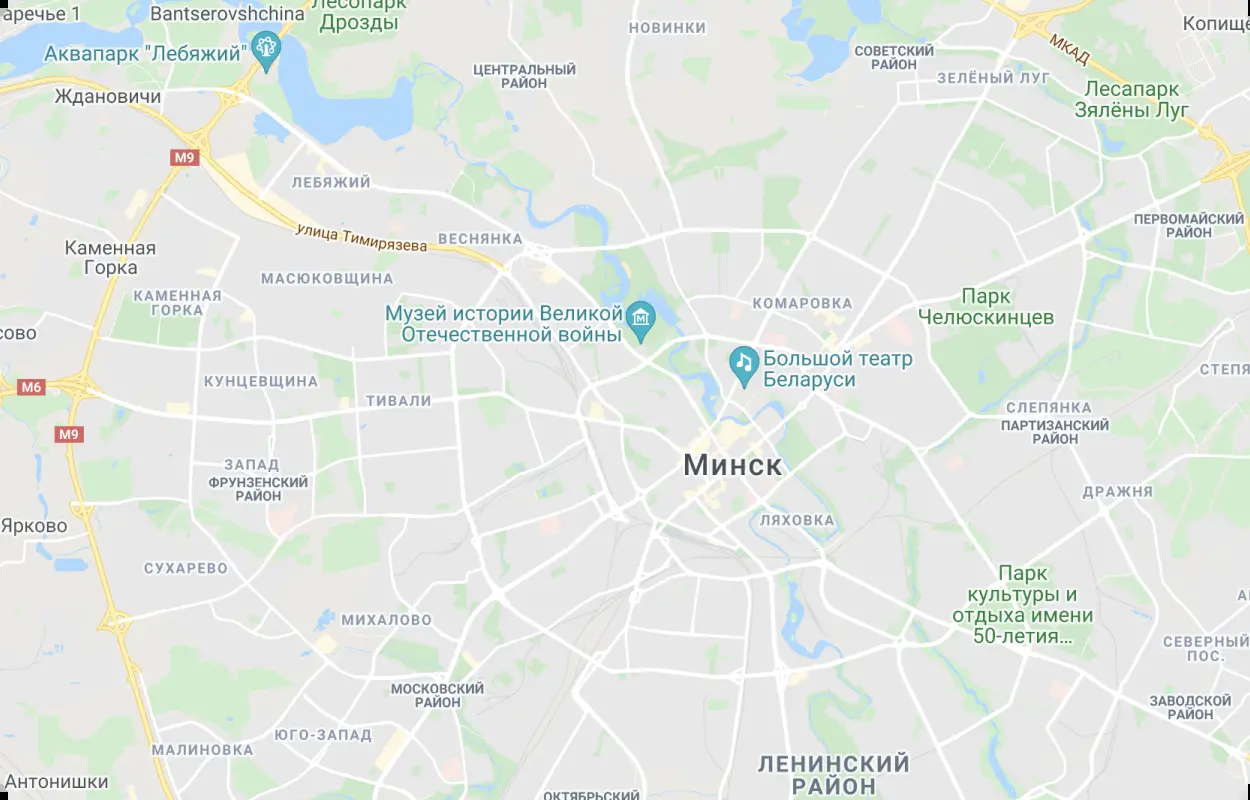 аречье 1
Bantserovshchina
Лесопарк
Дрозды
НОВИНКИ
Копище
МКАД
СОВЕТСКИЙ
РАЙОН
ЗЕЛЁНЫЙ ЛУГ
Аквапарк "Лебяжий"
ЦЕНТРАЛЬНЫЙ
РАЙОН
Ждановичи
Лесапарк
Зялёны Луг
M9
ЛЕБЯЖИЙ
ПЕРВОМАЙСКИЙ
РАЙОН
улица Тимирязева
ВЕСНЯНКА
Каменная
Горка
МАСЮКОВЩИНА
КАМЕННАЯ
ГОРКА
КОМАРОВКА
Парк
Челюскинцев
Музей истории Великой
Отечественной войны
сово
Большой театр
Беларуси
СТЕПЯ
M6
КУНЦЕВЩИНА
ТИВАЛИ
СЛЕПЯНКА
ПАРТИЗАНСКИЙ
РАЙОН
M9
МИНСК
ЗАПАД
ФРУНЗЕНСКИЙ
РАЙОН
ДРАЖНЯ
ЛЯХОВКА
Ярково
СУХАРЕВО
Парк
культуры и
отдыха имени
50-летия...
МИХАЛОВО
СЕВЕРНЫЙ
ПОС.
МОСКОВСКИЙ
РАЙОН
ЗАВОДСКОЙ
РАЙОН
ЮГО-ЗАПАД
МАЛИНОВКА
ЛЕНИНСКИЙ
РАЙОН
Антонишки
ОКТЯБРЬСКИЙ